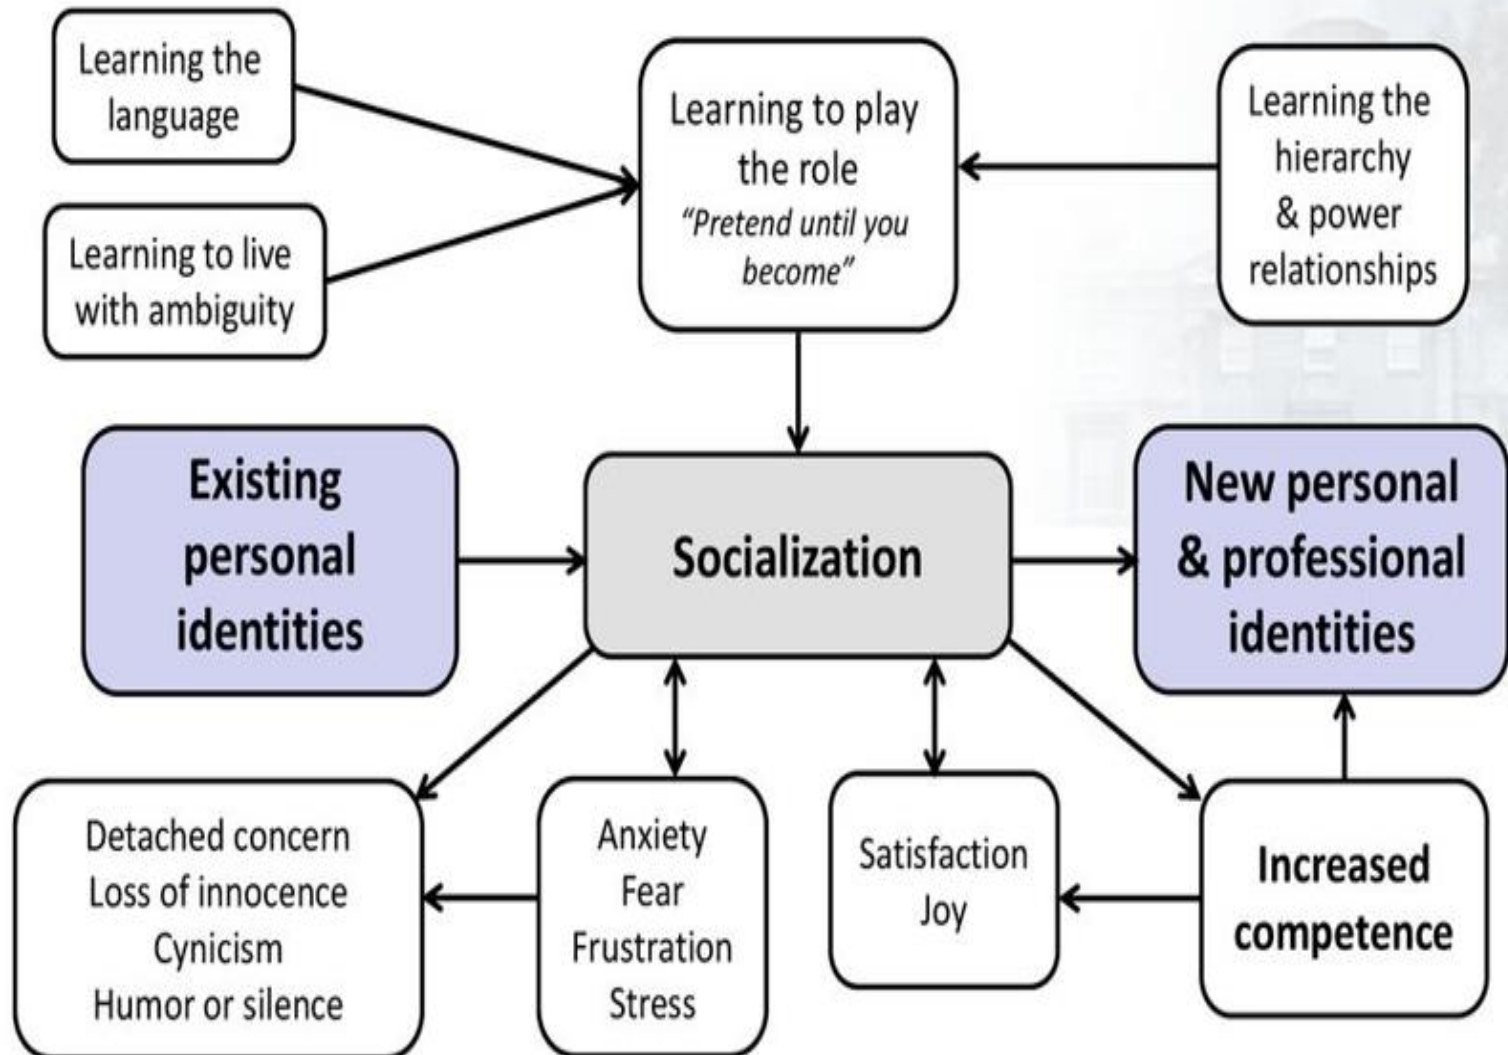 Learning the
language
Learning to live
with ambiguity
Learning to play
the role
“Pretend until you
become”
Learning the
hierarchy
& power
relationships
Existing
personal
identities
Socialization
New personal
& professional
identities
Detached concern
Loss of innocence
Cynicism
Humor or silence
Anxiety
Fear
Frustration
Stress
Satisfaction
Joy
Increased
competence